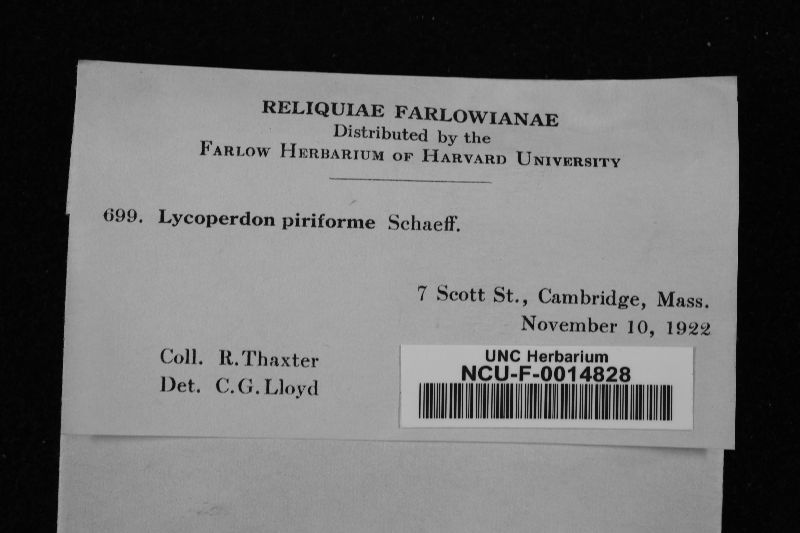 RELIQUIAE FARLOWIANAE
Distributed by the
FARLOW HERBARIUM OF HARVARD UNIVERSITY
699. Lycoperdon piriforme Schaeff.
7 Scott St., Cambridge, Mass.
November 10, 1922
Coll. R. Thaxter
Det. C. G. Lloyd
UNC Herbarium
NCU-F-0014828